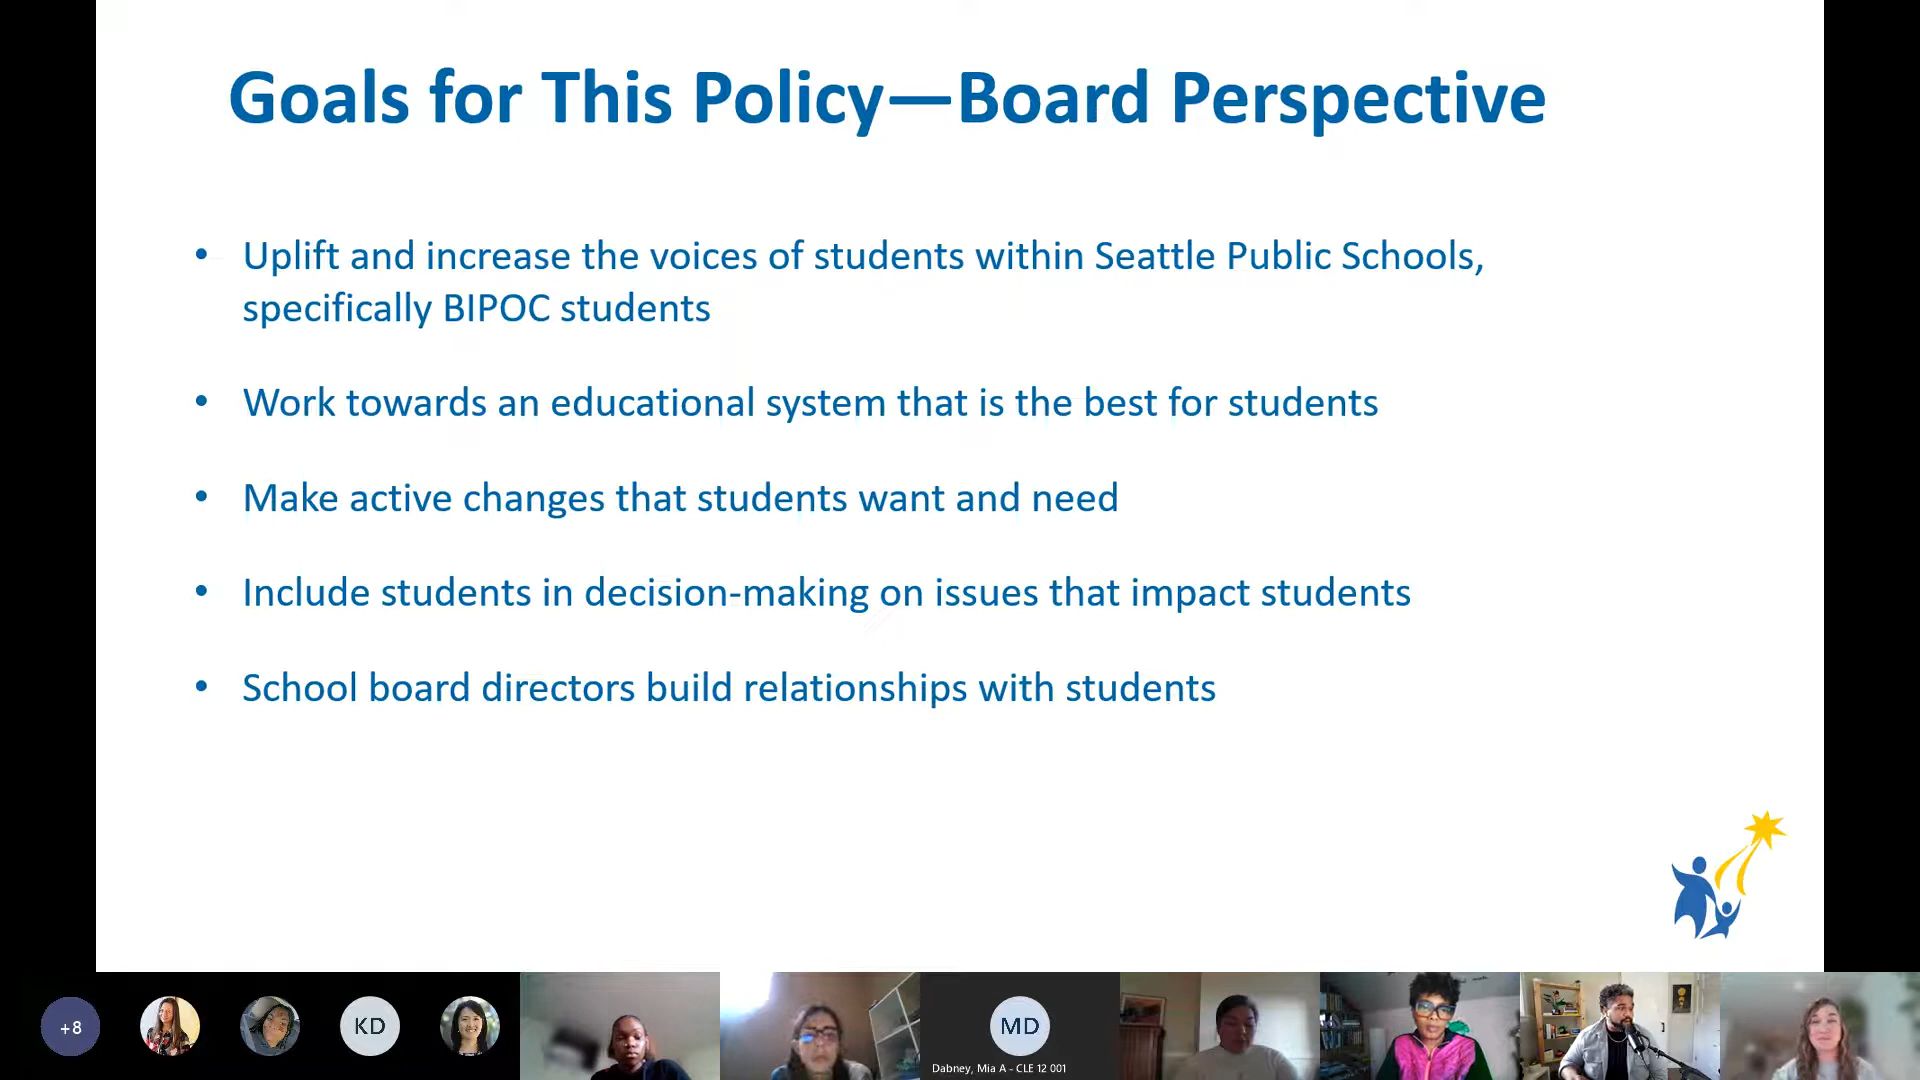 Goals for This Policy—Board Perspective
• Uplift and increase the voices of students within Seattle Public Schools,
specifically BIPOC students
• Work towards an educational system that is the best for students
• Make active changes that students want and need
• Include students in decision-making on issues that impact students
• School board directors build relationships with students
+8
KD
MD
Dabney, Mia A - CLE 12 001